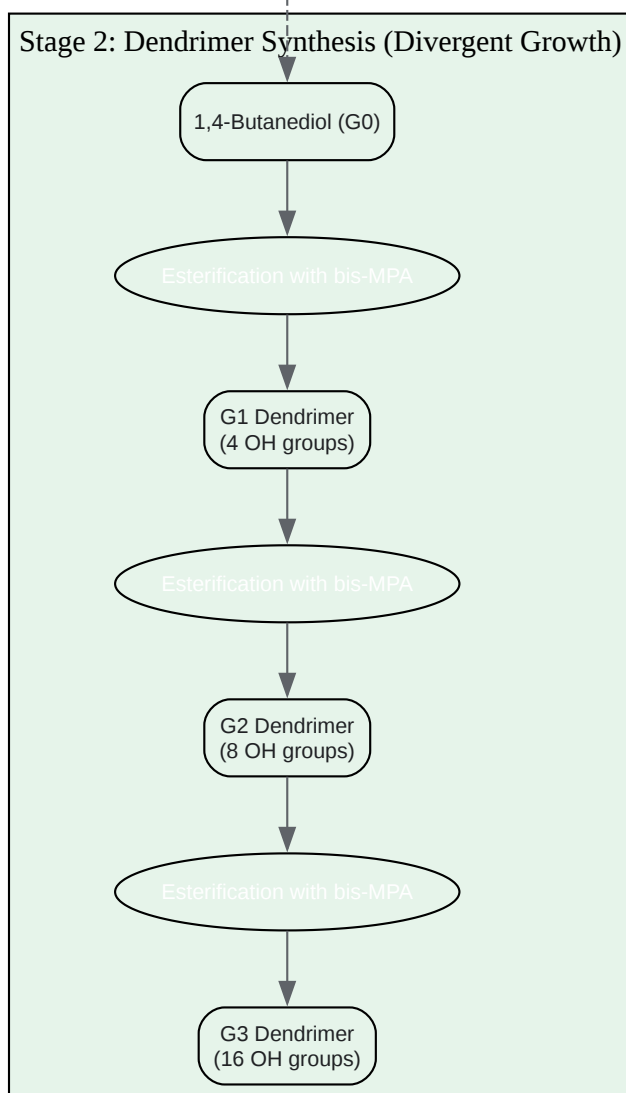 Stage 2: Dendrimer Synthesis (Divergent Growth)
1,4-Butanediol (G0)
Esterification with bis-MPA
G1 Dendrimer
(4 OH groups)
Esterification with bis-MPA
G2 Dendrimer
(8 OH groups)
Esterification with bis-MPA
G3 Dendrimer
(16 OH groups)